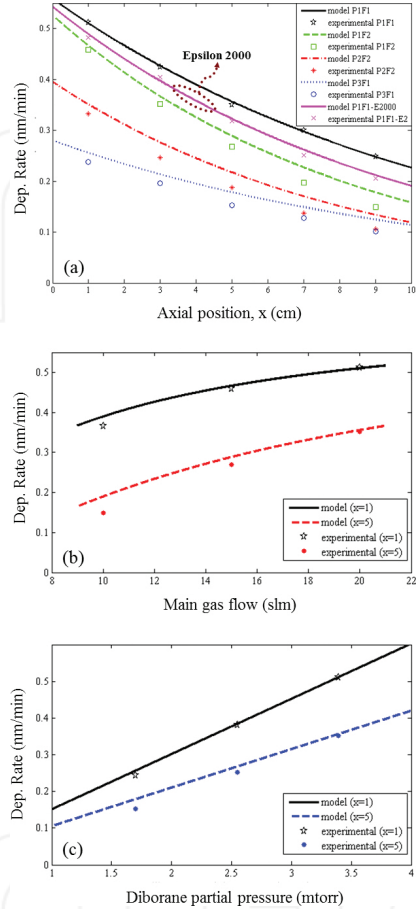 Dep. Rate (nm/min)
0.5
0.4
0.3
0.2
0.1
0
0 1 2 3 4 5 6 7 8 9 10
Epsilon 2000
model P1F1
experimental P1F1
model P1F2
experimental P1F2
model P2F2
experimental P2F2
model P3F1
experimental P3F1
model P1F1-E2000
experimental P1F1-E2
(a)
Axial position, x (cm)
Dep. Rate (nm/min)
0.5
0.4
0.3
0.2
0.1
0
8 10 12 14 16 18 20 22
model (x=1)
model (x=5)
experimental (x=1)
experimental (x=5)
(b)
Main gas flow (slm)
Dep. Rate (nm/min)
0.6
0.5
0.4
0.3
0.2
0.1
0
1 1.5 2 2.5 3 3.5 4
model (x=1)
model (x=5)
experimental (x=1)
experimental (x=5)
(c)
Diborane partial pressure (mtorr)